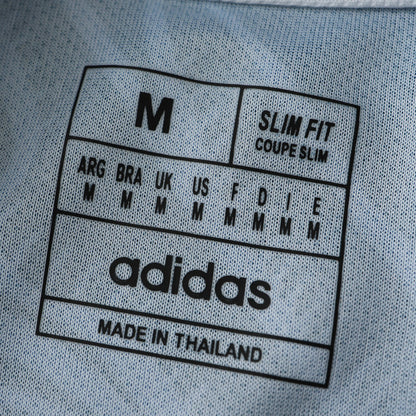 M
SLIM FIT
COUPE SLIM
ARG BRA UK US F D I E
M M M M M M M M
adidas
MADE IN THAILAND